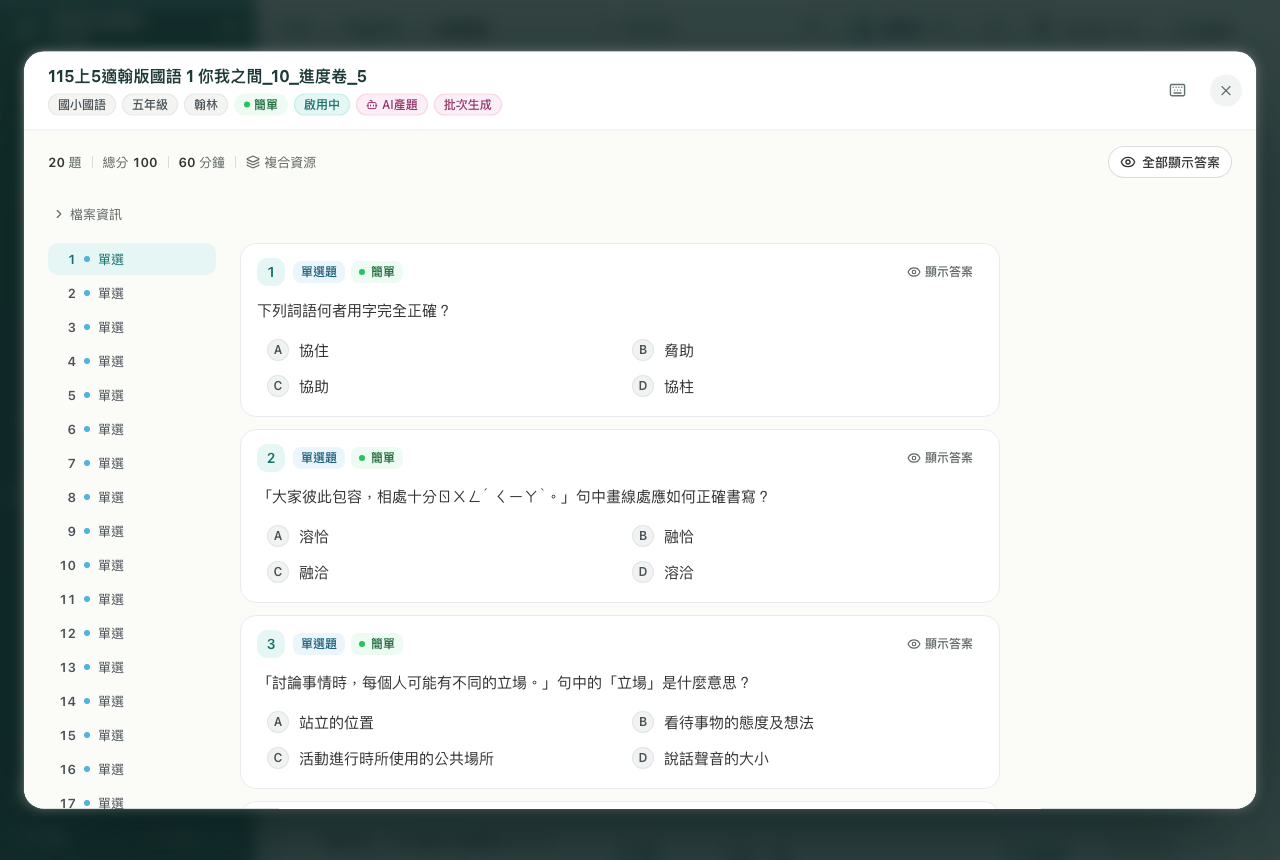 115上5適翰版國語 1 你我之間_10_進度卷_5
國小國語 五年級 翰林 簡單 啟用中 AI產題 批次生成
20 題 總分 100 60 分鐘 複合資源 全部顯示答案
檔案資訊
1 單選
2 單選
3 單選
4 單選
5 單選
6 單選
7 單選
8 單選
9 單選
10 單選
11 單選
12 單選
13 單選
14 單選
15 單選
16 單選
17 單選
1 單選題 簡單 顯示答案
下列詞語何者用字完全正確？
A 協住 B 脅助
C 協助 D 協柱
2 單選題 簡單 顯示答案
「大家彼此包容，相處十分ㄖㄨㄥˊ ㄑㄧㄚˋ。」句中畫線處應如何正確書寫？
A 溶恰 B 融恰
C 融洽 D 溶洽
3 單選題 簡單 顯示答案
「討論事情時，每個人可能有不同的立場。」句中的「立場」是什麼意思？
A 站立的位置 B 看待事物的態度及想法
C 活動進行時所使用的公共場所 D 說話聲音的大小